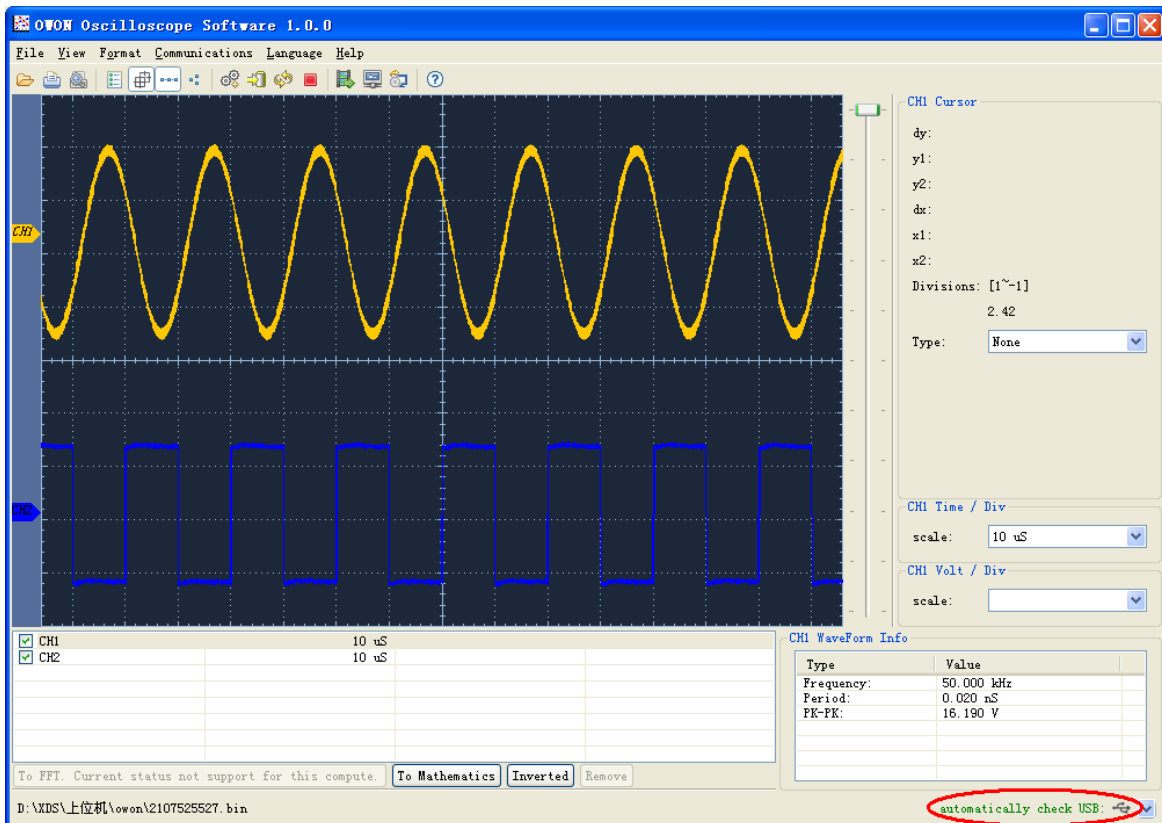 OWON Oscilloscope Software 1.0.0
File View Format Communications Language Help
CH1 Cursor
dy:
y1:
y2:
dx:
x1:
x2:
Divisions: [1~-1]
2.42
Type: None
CH1
CH2
CH1 Time / Div
scale: 10 uS
CH1 Volt / Div
scale:
CH1 10 uS
CH2 10 uS
CH1 WaveForm Info
Type Value
Frequency: 50.000 kHz
Period: 0.020 nS
PK-PK: 16.190 V
To FFT. Current status not support for this compute. To Mathematics Inverted Remove
D:\XDS\上位机\owon\2107525527.bin
automatically check USB: